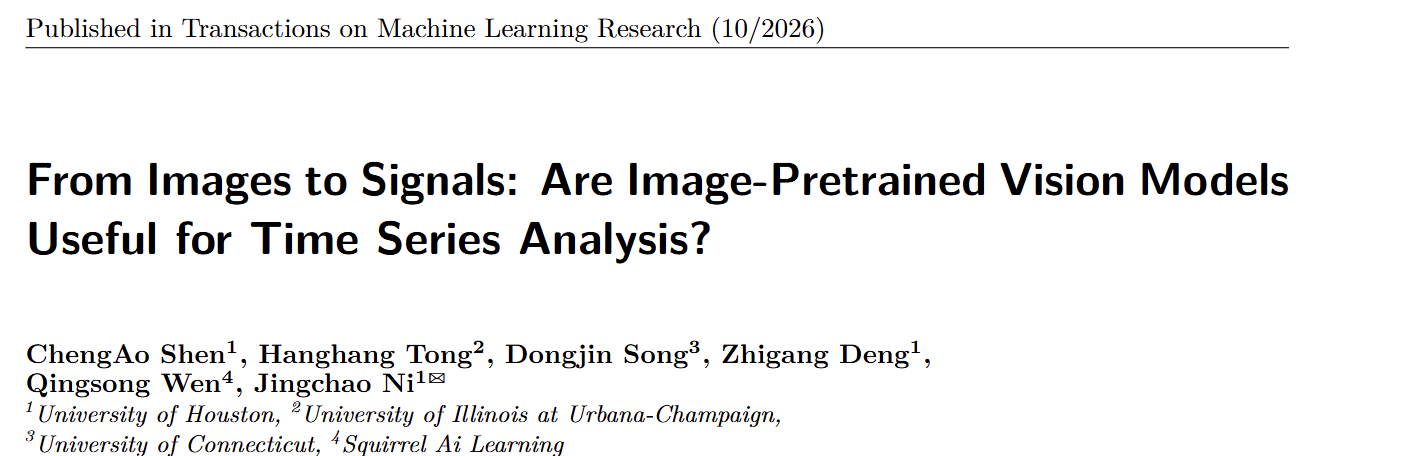 Published in Transactions on Machine Learning Research (10/2026)
From Images to Signals: Are Image-Pretrained Vision Models
Useful for Time Series Analysis?
ChengAo Shen¹, Hanghang Tong², Dongjin Song³, Zhigang Deng¹,
Qingsong Wen⁴, Jingchao Ni¹✉
¹University of Houston, ²University of Illinois at Urbana-Champaign,
³University of Connecticut, ⁴Squirrel Ai Learning